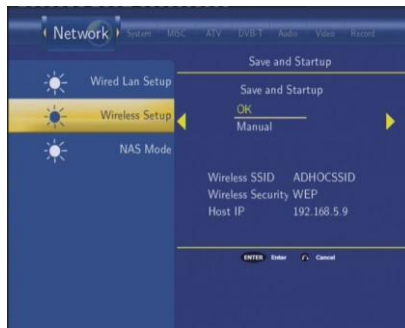 Network System MISC ATV DVB-T Audio Video Record
Save and Startup
Wired Lan Setup
Wireless Setup
NAS Mode
Save and Startup
OK
Manual
Wireless SSID ADHOCSSID
Wireless Security WEP
Host IP 192.168.5.9
ENTER Enter Cancel